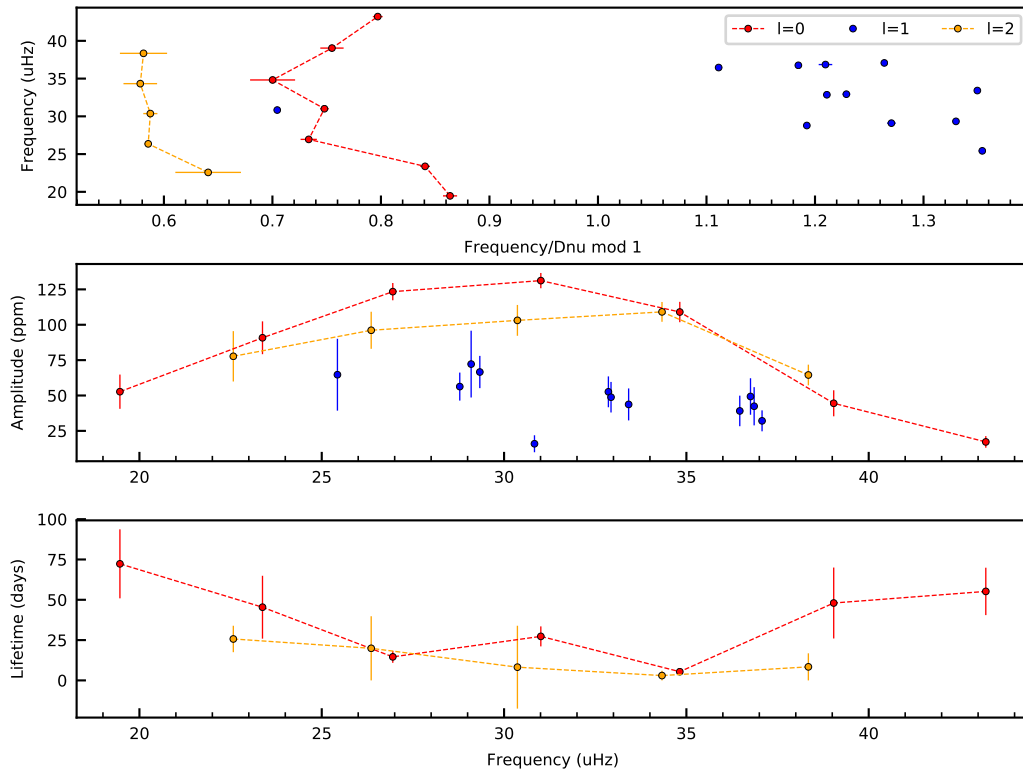 l=0 l=1 l=2
Frequency (uHz)
40
35
30
25
20
0.6 0.7 0.8 0.9 1.0 1.1 1.2 1.3
Frequency/Dnu mod 1
Amplitude (ppm)
125
100
75
50
25
20 25 30 35 40
Lifetime (days)
100
75
50
25
0
20 25 30 35 40
Frequency (uHz)